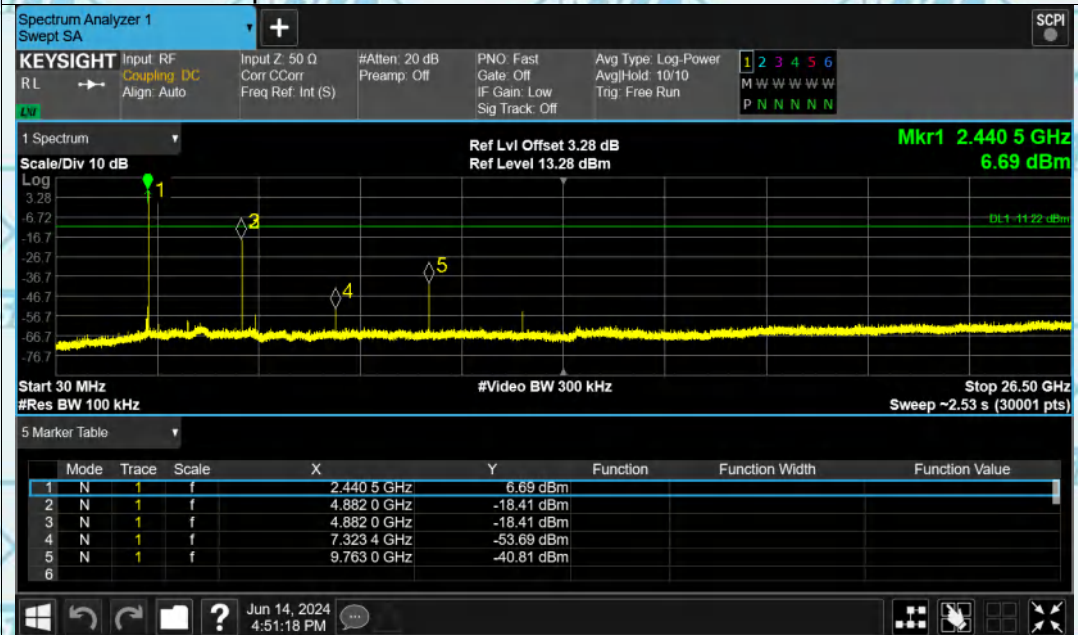 Spectrum Analyzer 1
Swept SA
+
SCPI
KEYSIGHT
RL
LNI
Input: RF
Coupling: DC
Align: Auto
Input Z: 50 Ω
Corr CCorr
Freq Ref: Int (S)
#Atten: 20 dB
Preamp: Off
PNO: Fast
Gate: Off
IF Gain: Low
Sig Track: Off
Avg Type: Log-Power
Avg|Hold: 10/10
Trig: Free Run
1 2 3 4 5 6
M W W W W W
P N N N N N
1 Spectrum
Scale/Div 10 dB
Ref Lvl Offset 3.28 dB
Ref Level 13.28 dBm
Mkr1 2.440 5 GHz
6.69 dBm
Log
3.28
-6.72
-16.7
-26.7
-36.7
-46.7
-56.7
-66.7
-76.7
1
3
4
5
DL1 -11.22 dBm
Start 30 MHz
#Video BW 300 kHz
Stop 26.50 GHz
#Res BW 100 kHz
Sweep ~2.53 s (30001 pts)
5 Marker Table
Mode Trace Scale X Y Function Function Width Function Value
1 N 1 f 2.440 5 GHz 6.69 dBm
2 N 1 f 4.882 0 GHz -18.41 dBm
3 N 1 f 4.882 0 GHz -18.41 dBm
4 N 1 f 7.323 4 GHz -53.69 dBm
5 N 1 f 9.763 0 GHz -40.81 dBm
6
?
Jun 14, 2024
4:51:18 PM